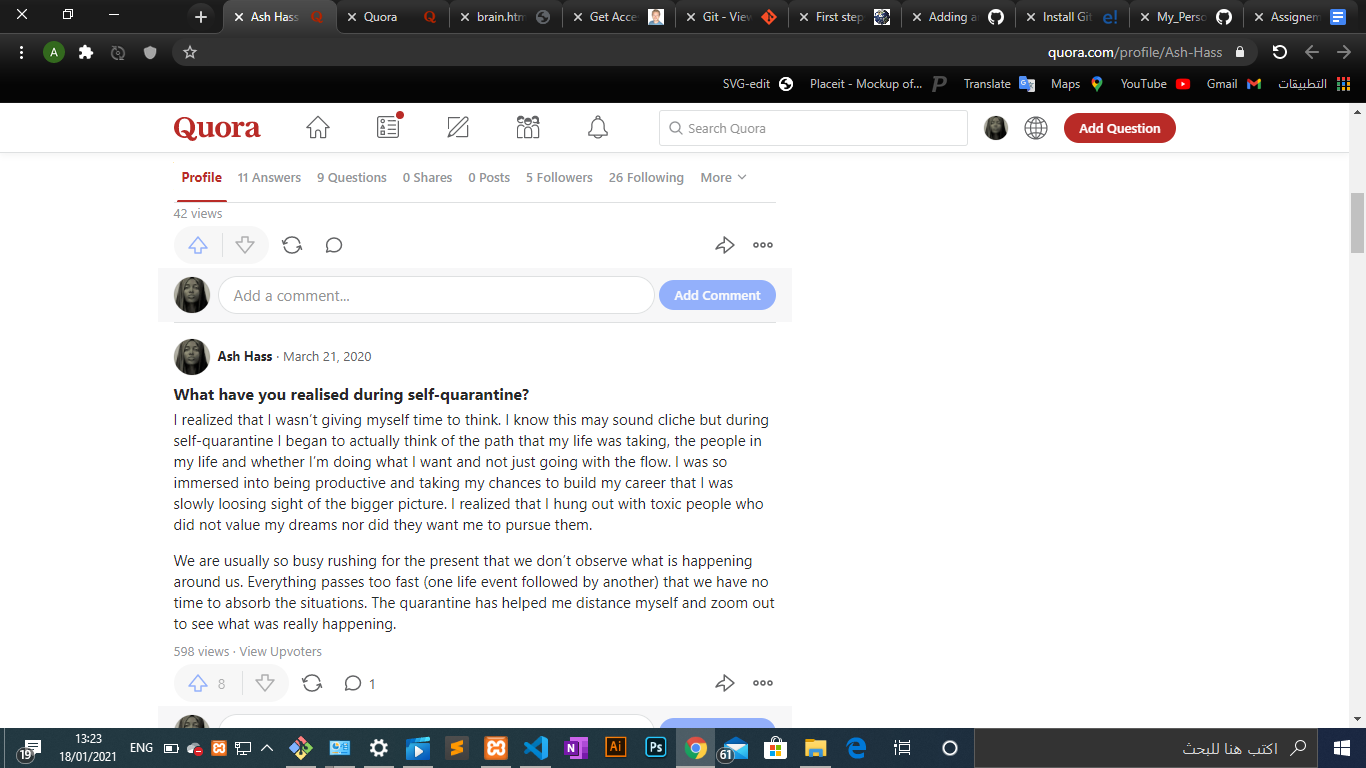 Ash Hass
Quora
brain.htm
Get Acce
Git - View
First step
Adding a
Install Git
My_Perso
Assignem
A
quora.com/profile/Ash-Hass
SVG-edit
Placeit - Mockup of...
Translate
Maps
YouTube
Gmail
التطبيقات
Quora
Search Quora
Add Question
Profile
11 Answers
9 Questions
0 Shares
0 Posts
5 Followers
26 Following
More
42 views
Add a comment...
Add Comment
Ash Hass · March 21, 2020
What have you realised during self-quarantine?
I realized that I wasn't giving myself time to think. I know this may sound cliche but during
self-quarantine I began to actually think of the path that my life was taking, the people in
my life and whether I'm doing what I want and not just going with the flow. I was so
immersed into being productive and taking my chances to build my career that I was
slowly loosing sight of the bigger picture. I realized that I hung out with toxic people who
did not value my dreams nor did they want me to pursue them.
We are usually so busy rushing for the present that we don't observe what is happening
around us. Everything passes too fast (one life event followed by another) that we have no
time to absorb the situations. The quarantine has helped me distance myself and zoom out
to see what was really happening.
598 views · View Upvoters
8
1
19
13:23
18/01/2021
ENG
N
Ai
Ps
61
اكتب هنا للبحث